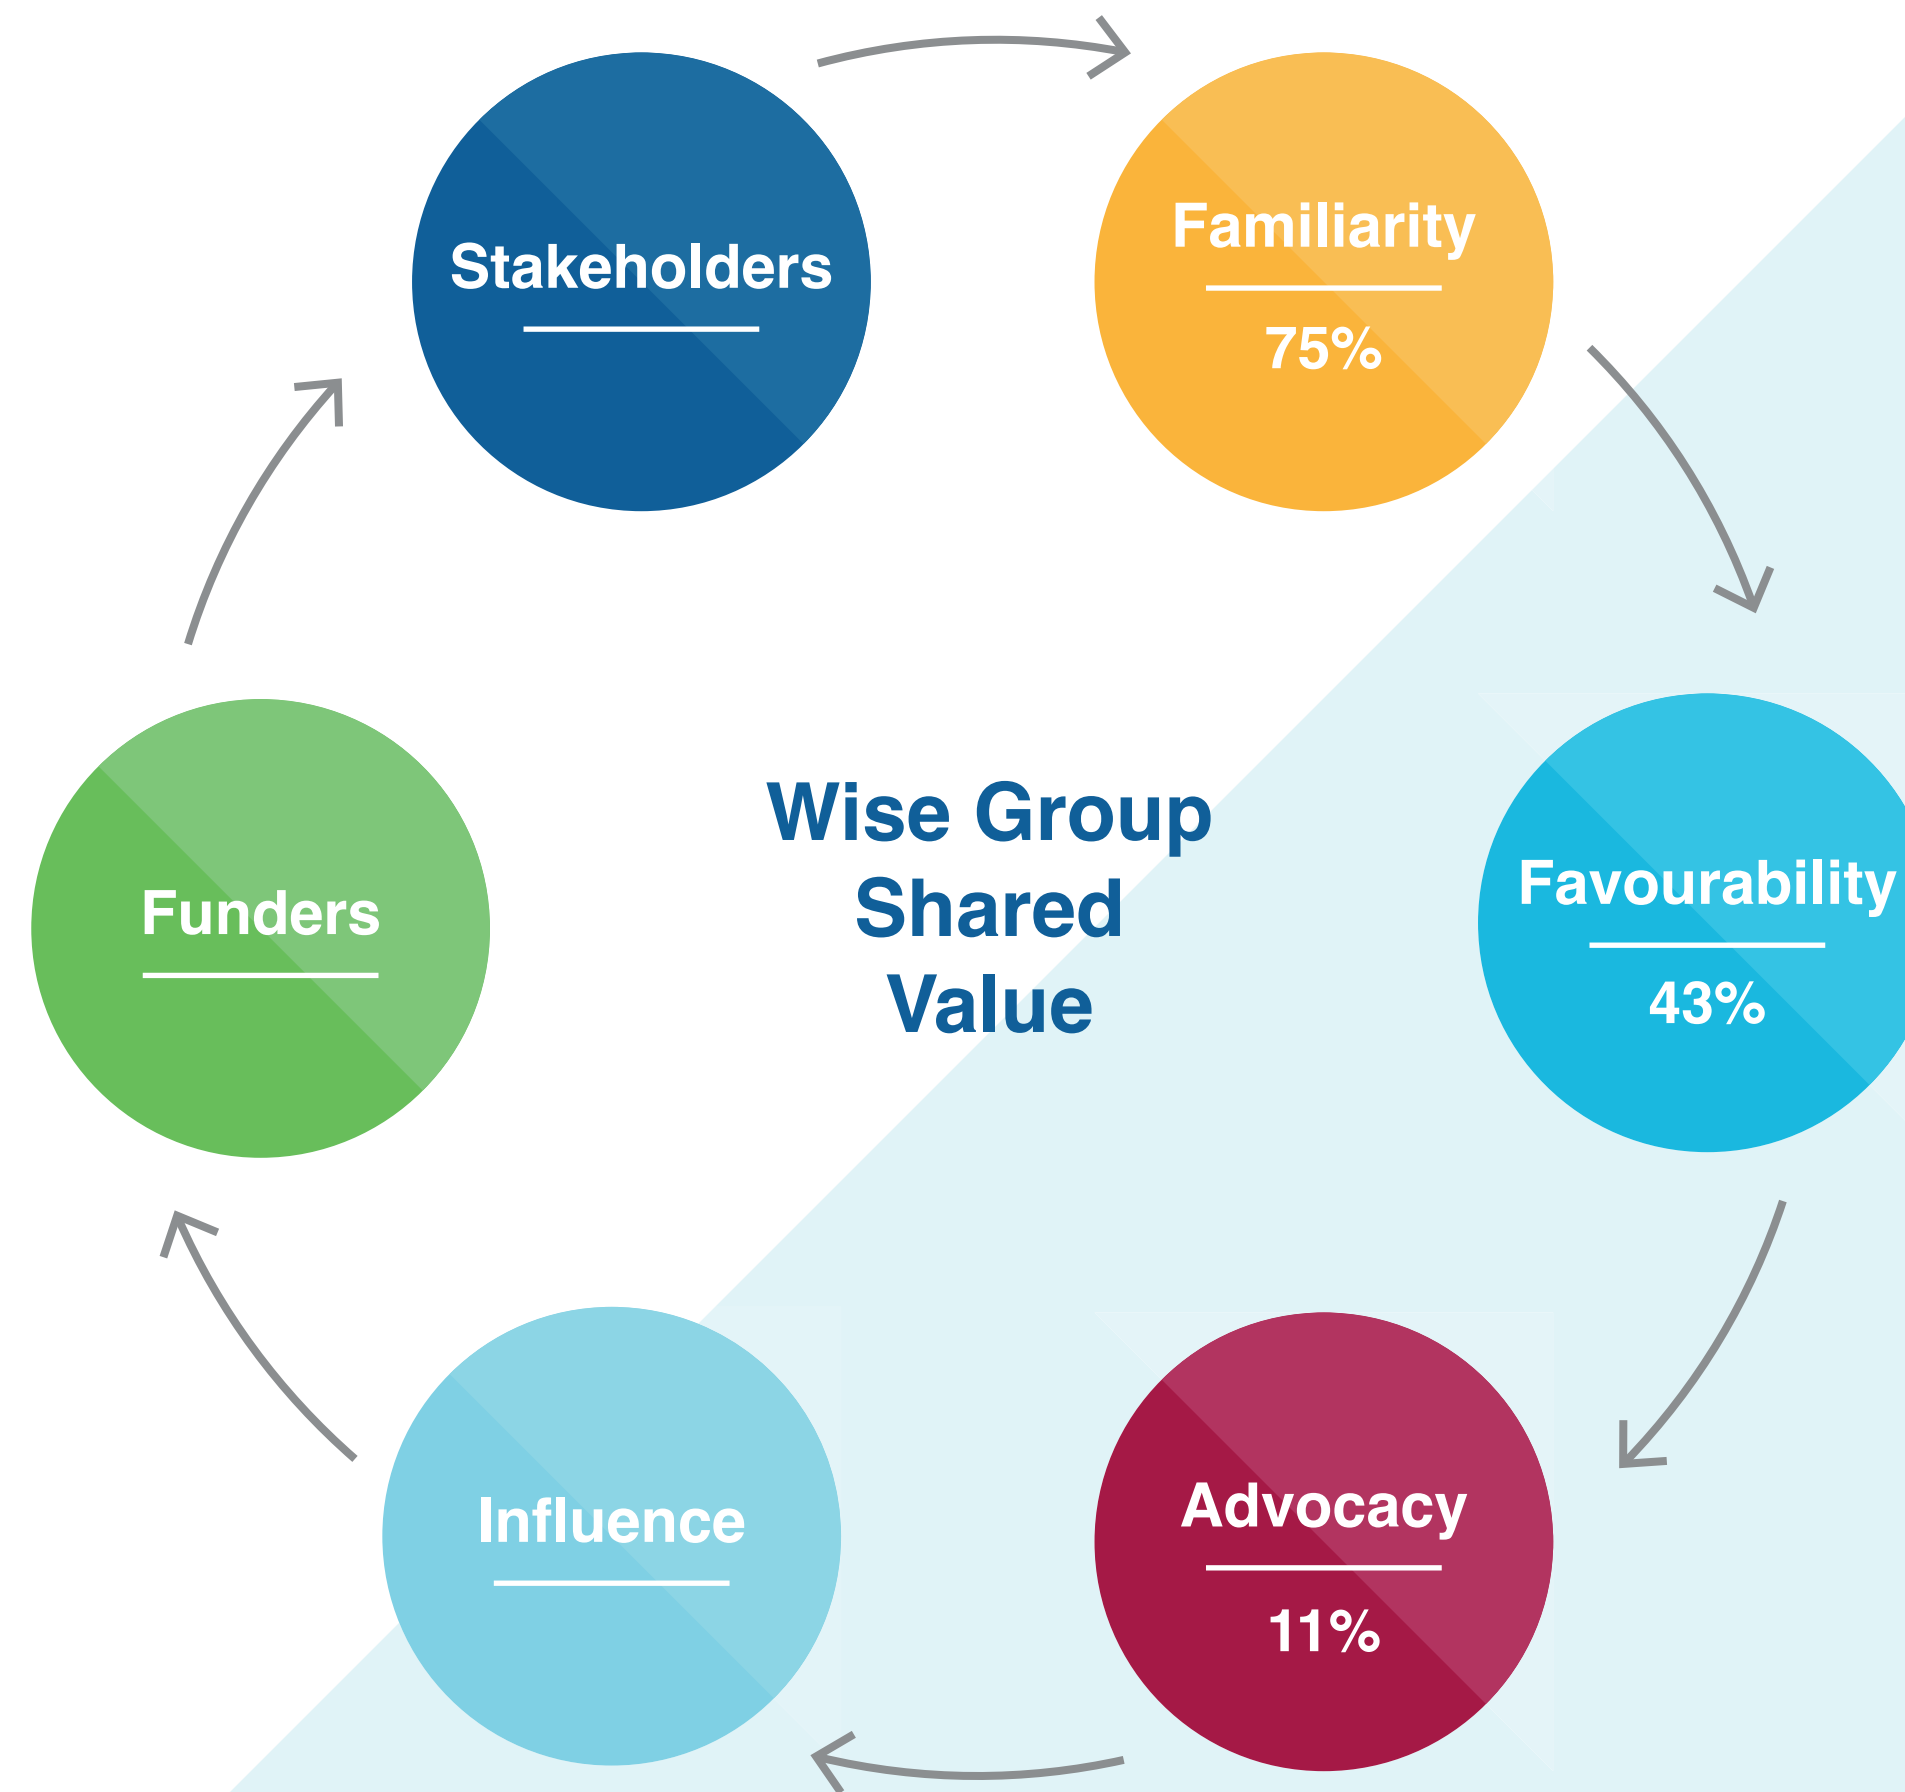 Stakeholders
Familiarity
75%
Favourability
43%
Advocacy
11%
Influence
Funders
Wise Group
Shared
Value